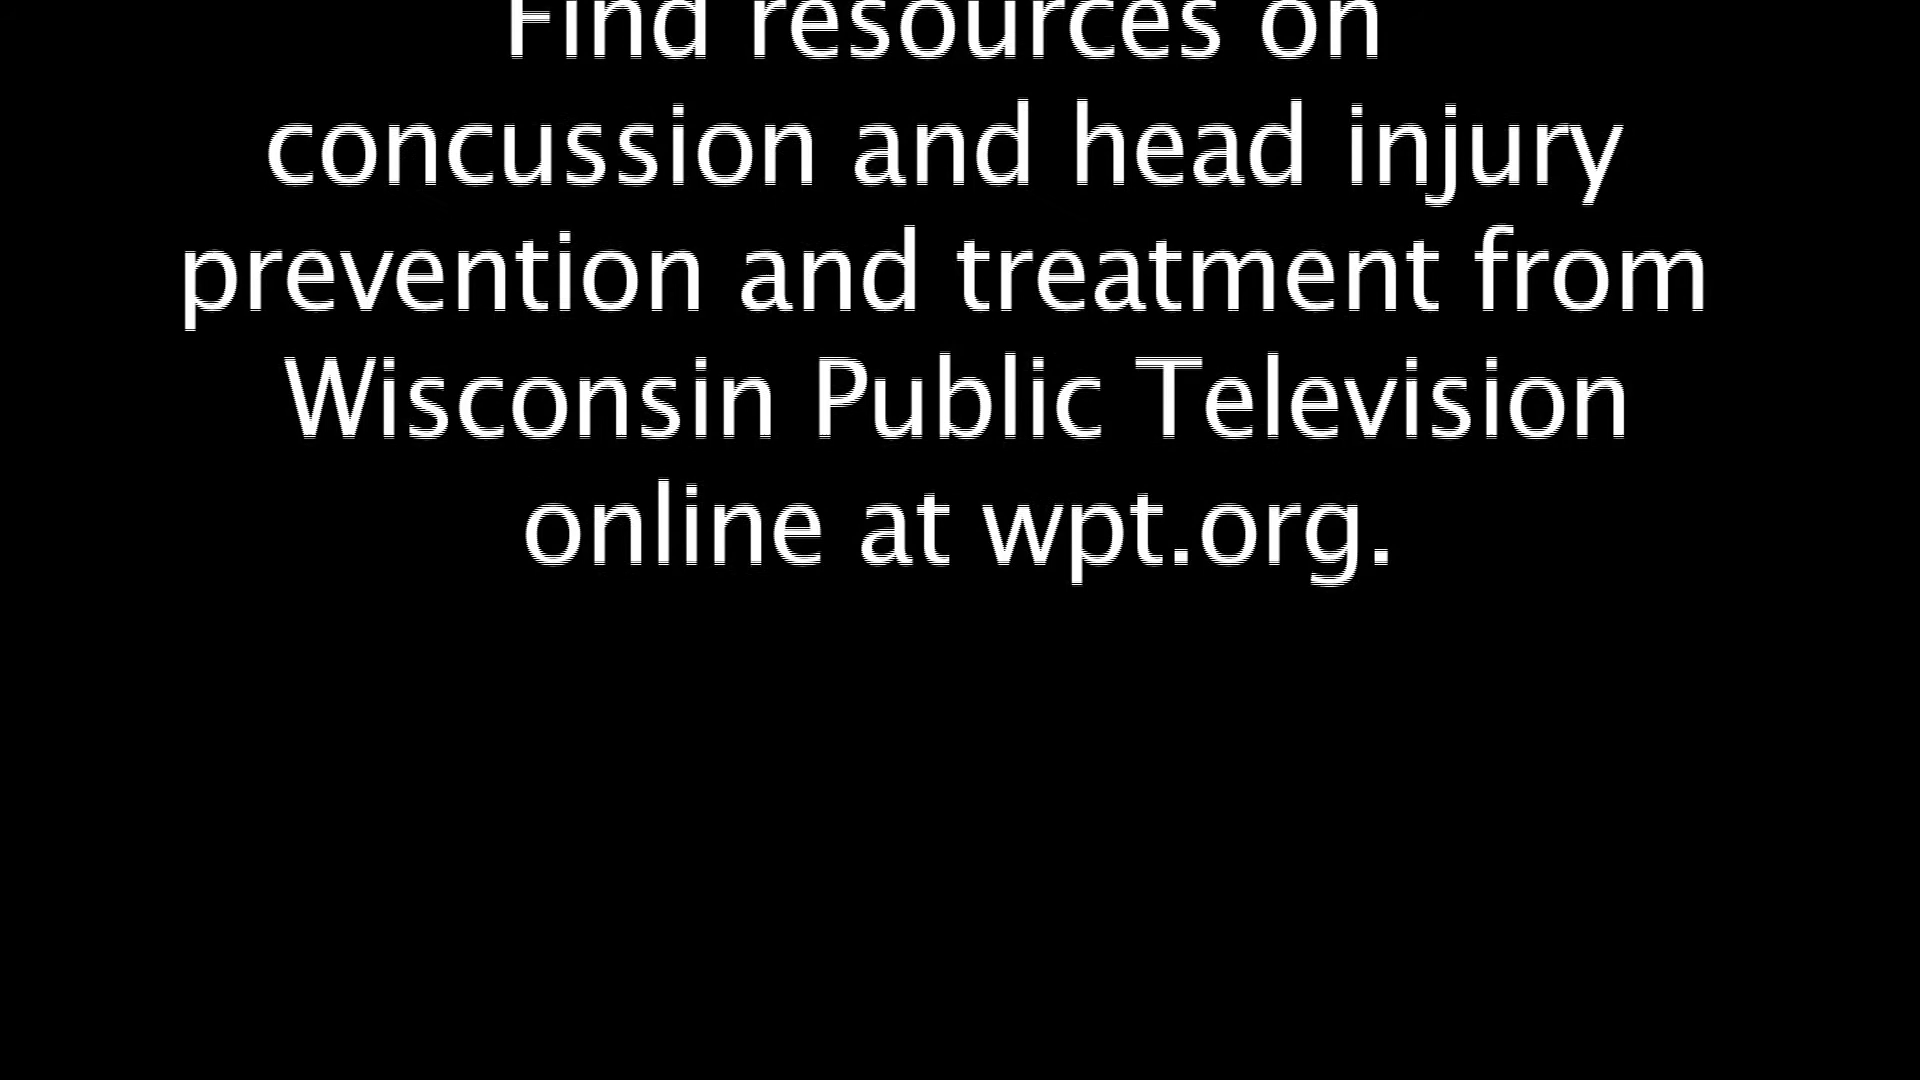 Find resources on
concussion and head injury
prevention and treatment from
Wisconsin Public Television
online at wpt.org.